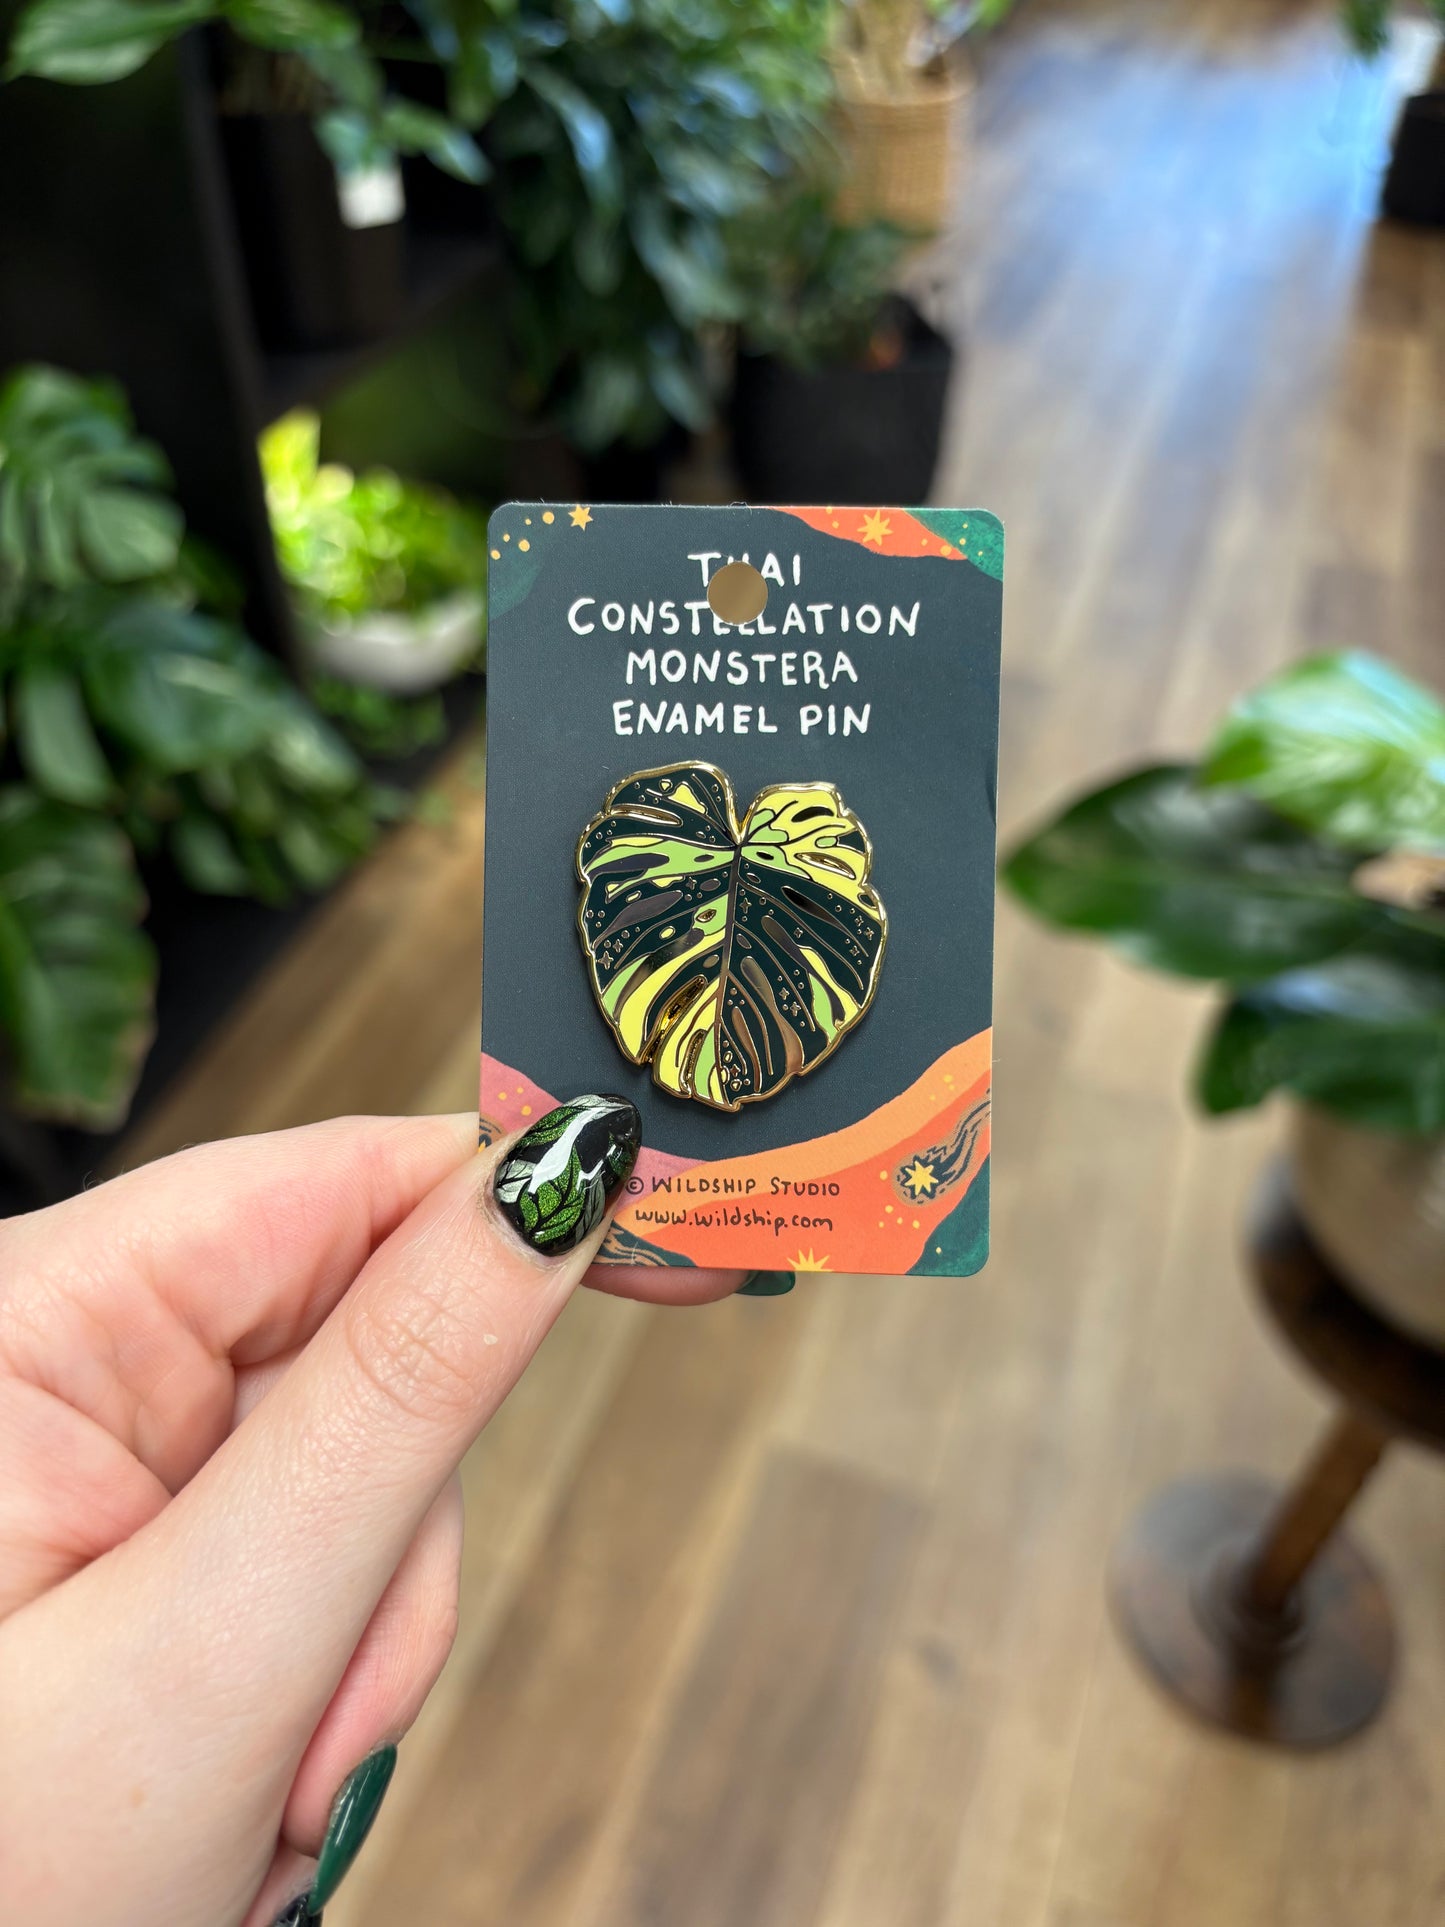 THAI
CONSTELLATION
MONSTERA
ENAMEL PIN
© WILDSHIP STUDIO
www.wildship.com